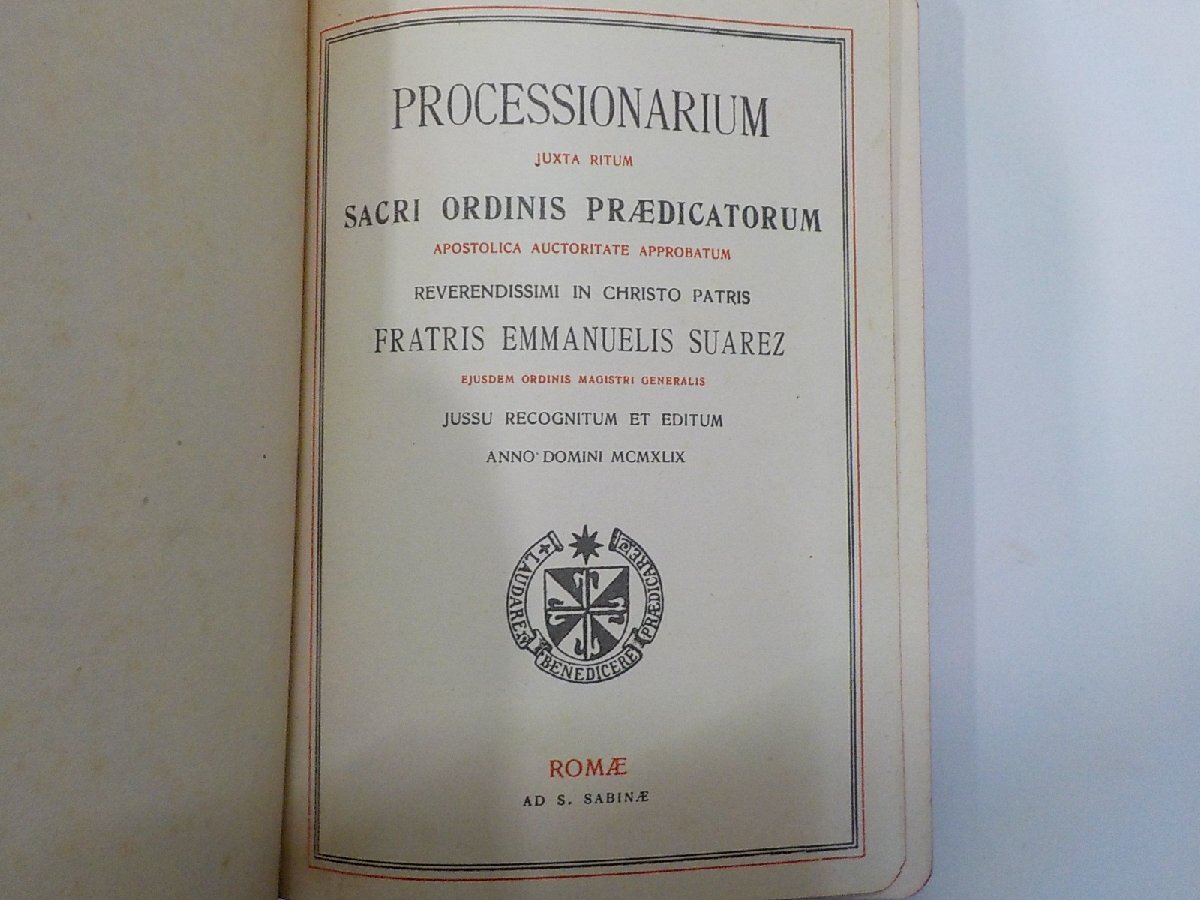 PROCESSIONARIUM
JUXTA RITUM
SACRI ORDINIS PRÆDICATORUM
APOSTOLICA AUCTORITATE APPROBATUM
REVERENDISSIMI IN CHRISTO PATRIS
FRATRIS EMMANUELIS SUAREZ
EJUSDEM ORDINIS MAGISTRI GENERALIS
JUSSU RECOGNITUM ET EDITUM
ANNO DOMINI MCMXLIX
LAUDARE
BENEDICERE
PRÆDICARE
ROMÆ
AD S. SABINÆ